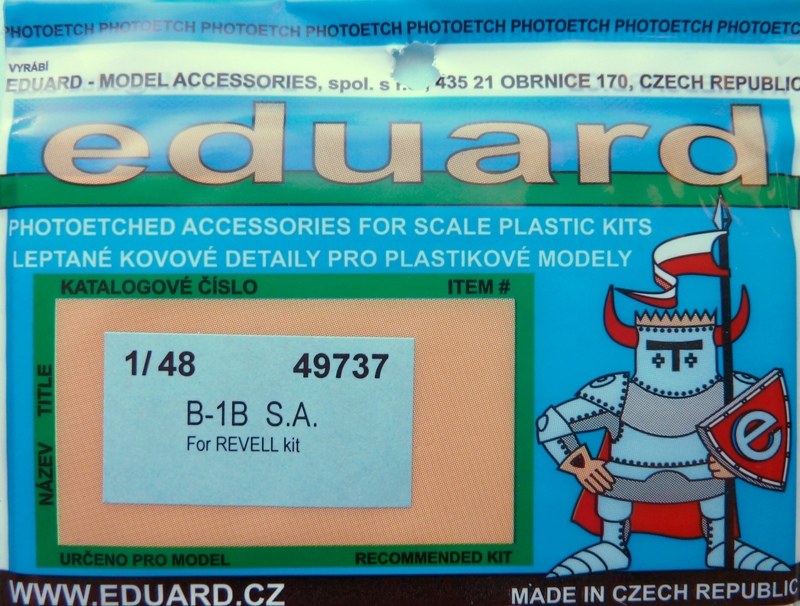 PHOTOETCH PHOTOETCH PHOTOETCH PHOTOETCH PHOTOETCH PHOTOETCH PHOTOETCH PHOTOETCH
VYRÁBÍ
EDUARD - MODEL ACCESSORIES, spol. s r.o., 435 21 OBRNICE 170, CZECH REPUBLIC
eduard
PHOTOETCHED ACCESSORIES FOR SCALE PLASTIC KITS
LEPTANÉ KOVOVÉ DETAILY PRO PLASTIKOVÉ MODELY
KATALOGOVÉ ČÍSLO ITEM #
NÁZEV TITLE
1/48 49737
B-1B S.A.
For REVELL kit
e
URČENO PRO MODEL RECOMMENDED KIT
WWW.EDUARD.CZ MADE IN CZECH REPUBLIC